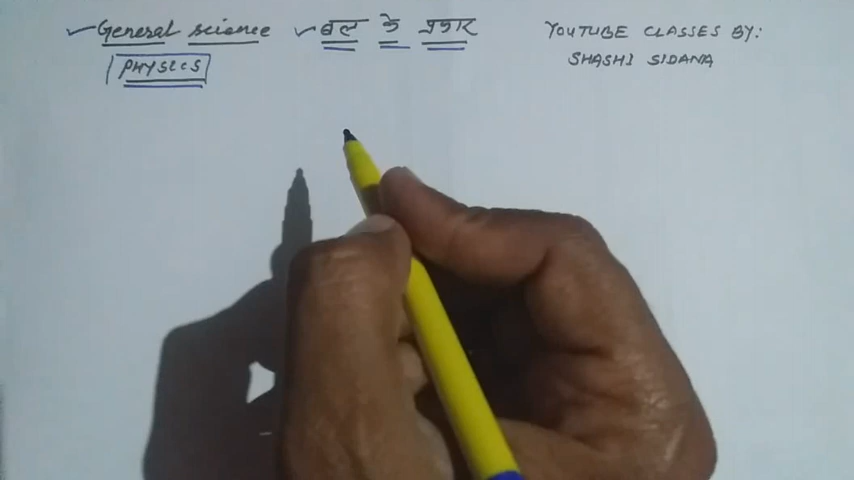 General science बल के प्रकार YOUTUBE CLASSES BY:
PHYSICS SHASHI SIDANA